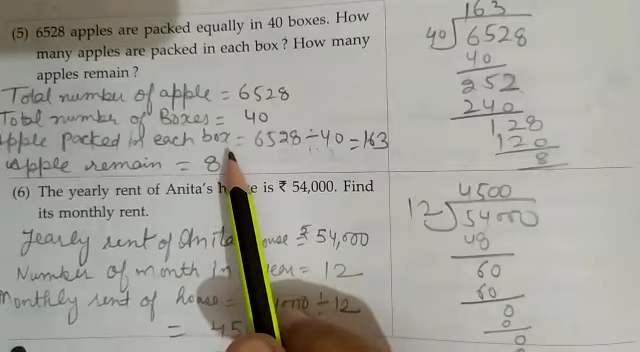 (5) 6528 apples are packed equally in 40 boxes. How
many apples are packed in each box? How many
apples remain?
Total number of apple = 6528
Total number of Boxes = 40
pple packed in each box = 6528 ÷ 40 = 163
Apple remain = 8
163
40 6528
40
252
240
128
120
8
(6) The yearly rent of Anita's is ₹ 54,000. Find
its monthly rent.
Yearly rent of Anita ouse = ₹ 54,000
Number of month in year = 12
Monthly rent of house = 000 ÷ 12
= 45
4500
12 54000
48
60
60
0
0
0